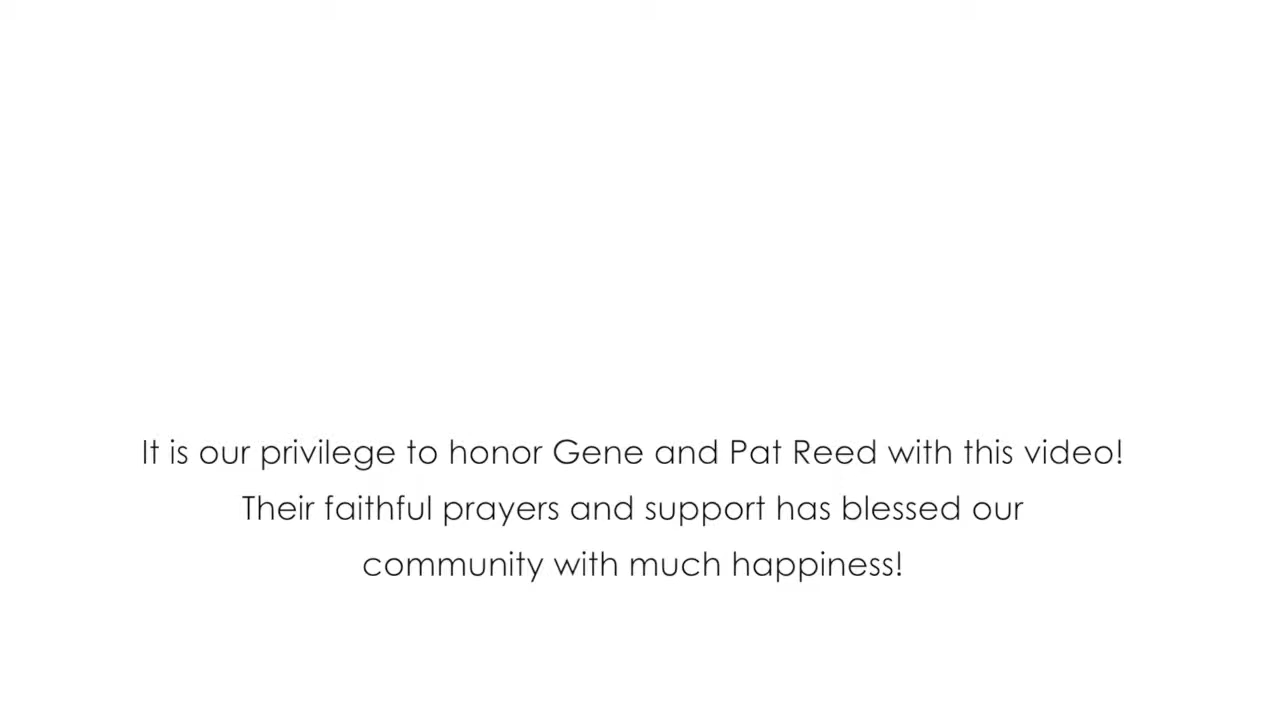 It is our privilege to honor Gene and Pat Reed with this video!
Their faithful prayers and support has blessed our
community with much happiness!